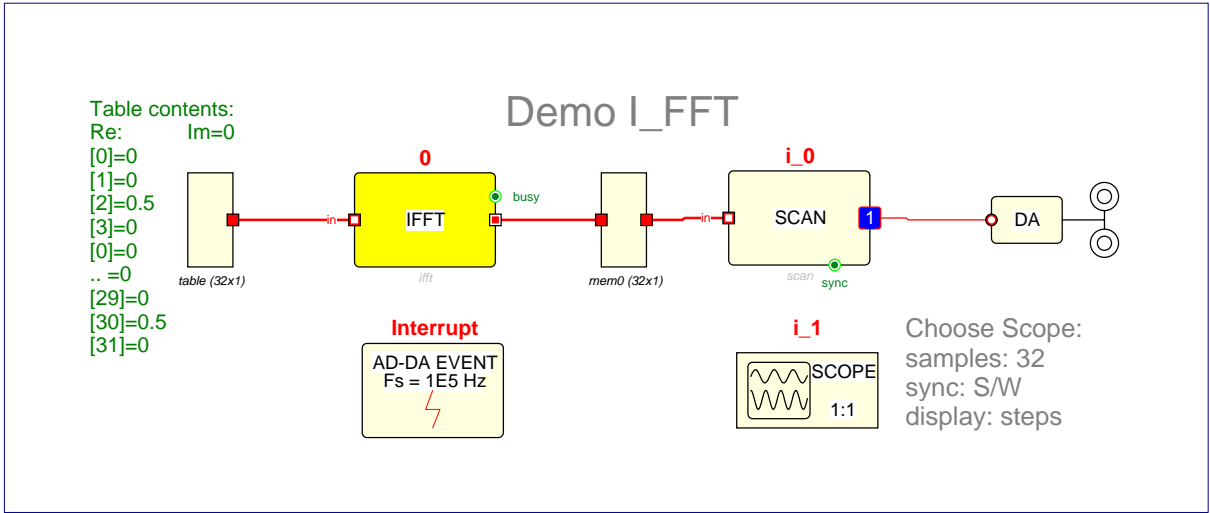 Demo I_FFT
Table contents:
Re: Im=0
[0]=0
[1]=0
[2]=0.5
[3]=0
[0]=0
.. =0
[29]=0
[30]=0.5
[31]=0
table (32x1)
0
in
IFFT
busy
ifft
mem0 (32x1)
i_0
in
SCAN
1
scan
sync
DA
Interrupt
AD-DA EVENT
Fs = 1E5 Hz
i_1
SCOPE
1:1
Choose Scope:
samples: 32
sync: S/W
display: steps